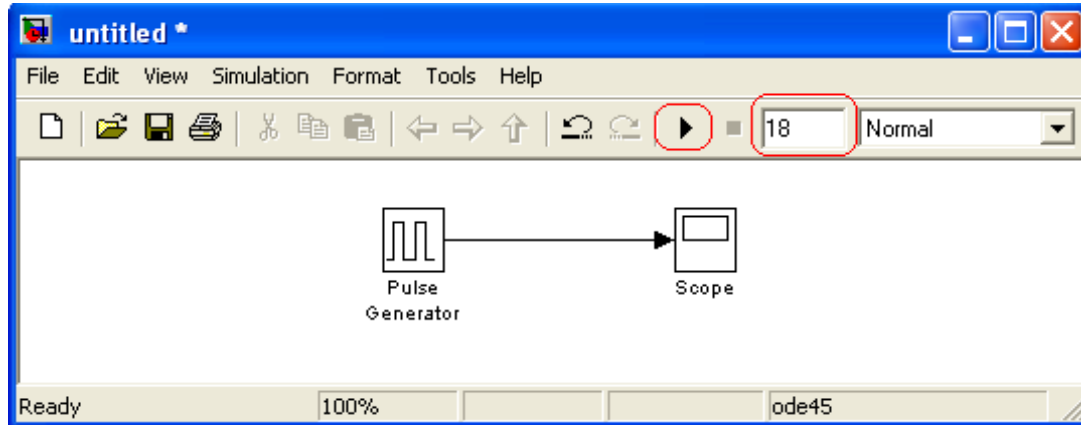 untitled *
File Edit View Simulation Format Tools Help
18 Normal
Pulse
Generator
Scope
Ready 100% ode45